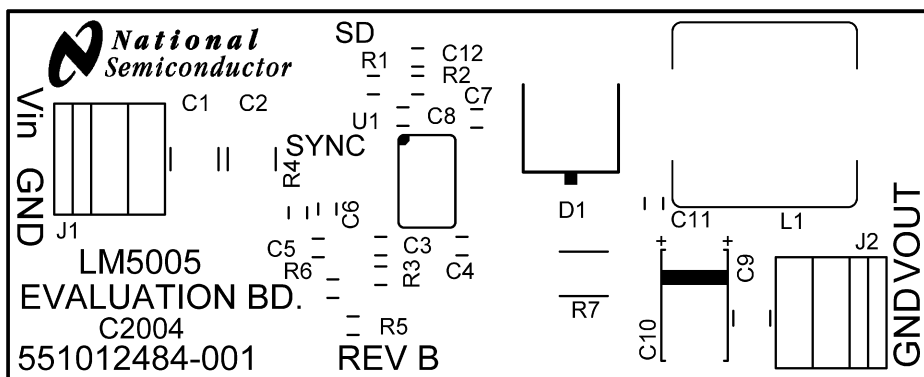 National
Semiconductor
SD
R1
C12
R2
C7
C8
U1
SYNC
C1
C2
Vin
GND
J1
R4
C6
C5
R6
C3
R3
C4
R5
D1
C11
L1
R7
C9
C10
J2
GND VOUT
LM5005
EVALUATION BD.
C2004
551012484-001
REV B